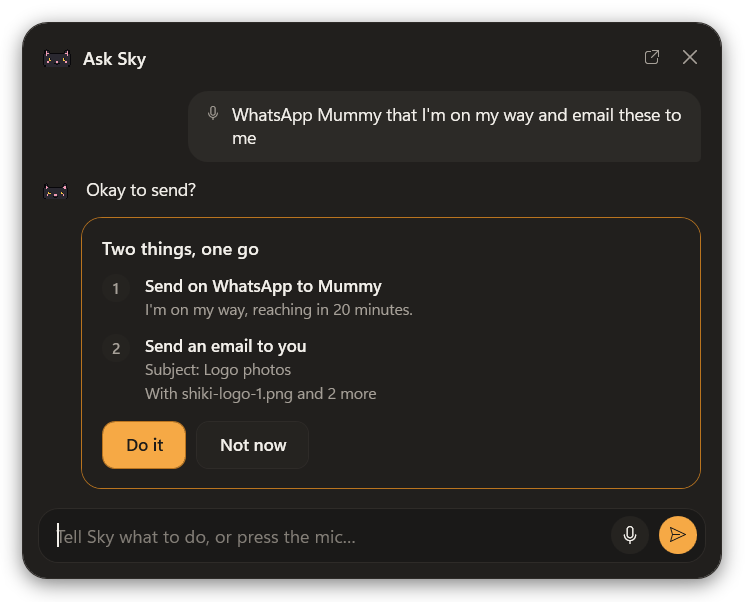 Ask Sky
WhatsApp Mummy that I'm on my way and email these to
me
Okay to send?
Two things, one go
1
Send on WhatsApp to Mummy
I'm on my way, reaching in 20 minutes.
2
Send an email to you
Subject: Logo photos
With shiki-logo-1.png and 2 more
Do it
Not now
Tell Sky what to do, or press the mic...